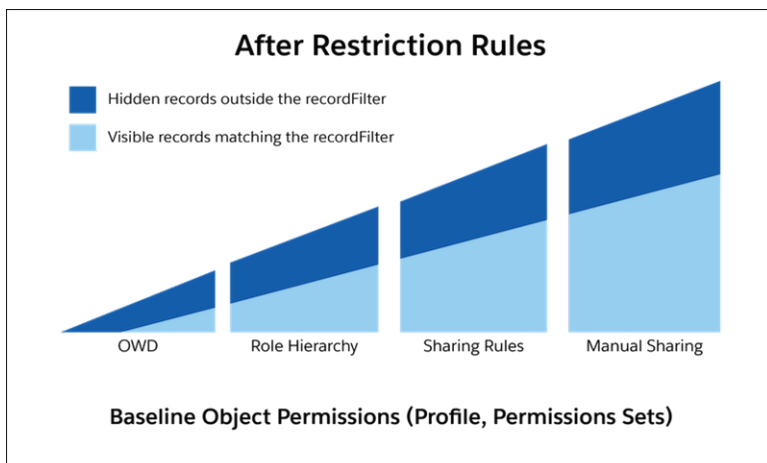 After Restriction Rules
Hidden records outside the recordFilter
Visible records matching the recordFilter
OWD
Role Hierarchy
Sharing Rules
Manual Sharing
Baseline Object Permissions (Profile, Permissions Sets)